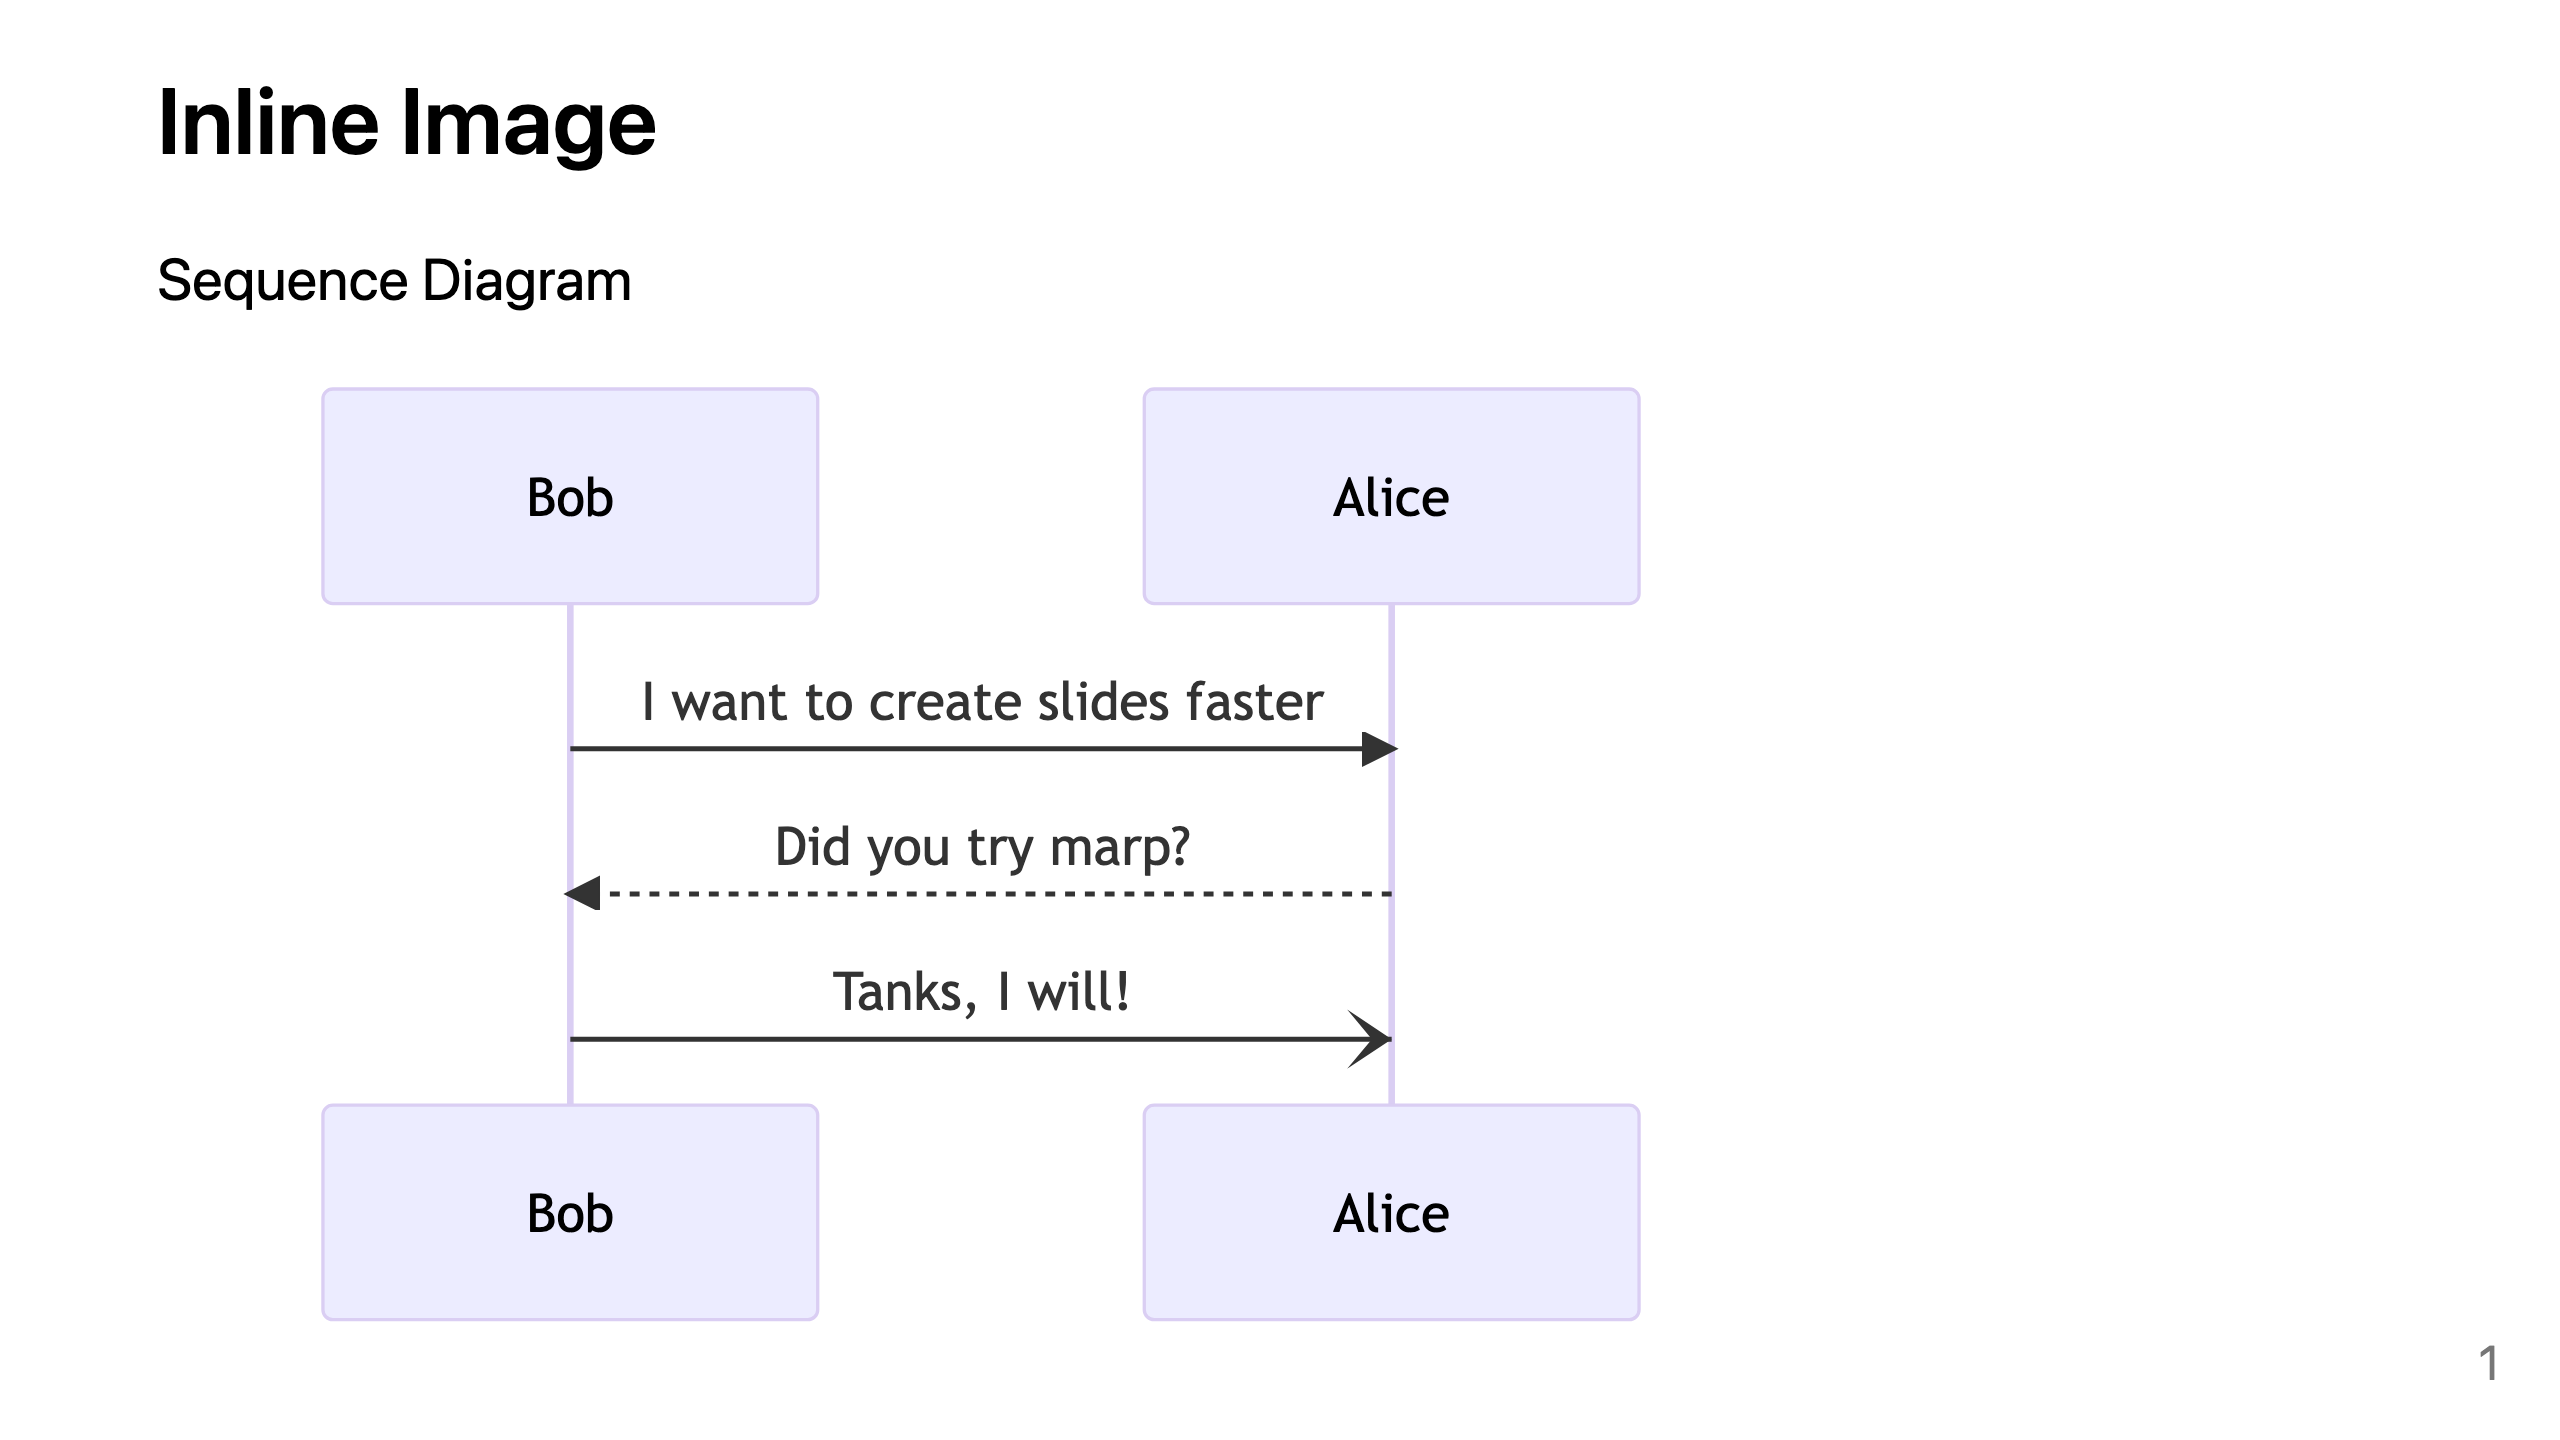 Inline Image
Sequence Diagram
Bob
Alice
I want to create slides faster
Did you try marp?
Tanks, I will!
Bob
Alice
1